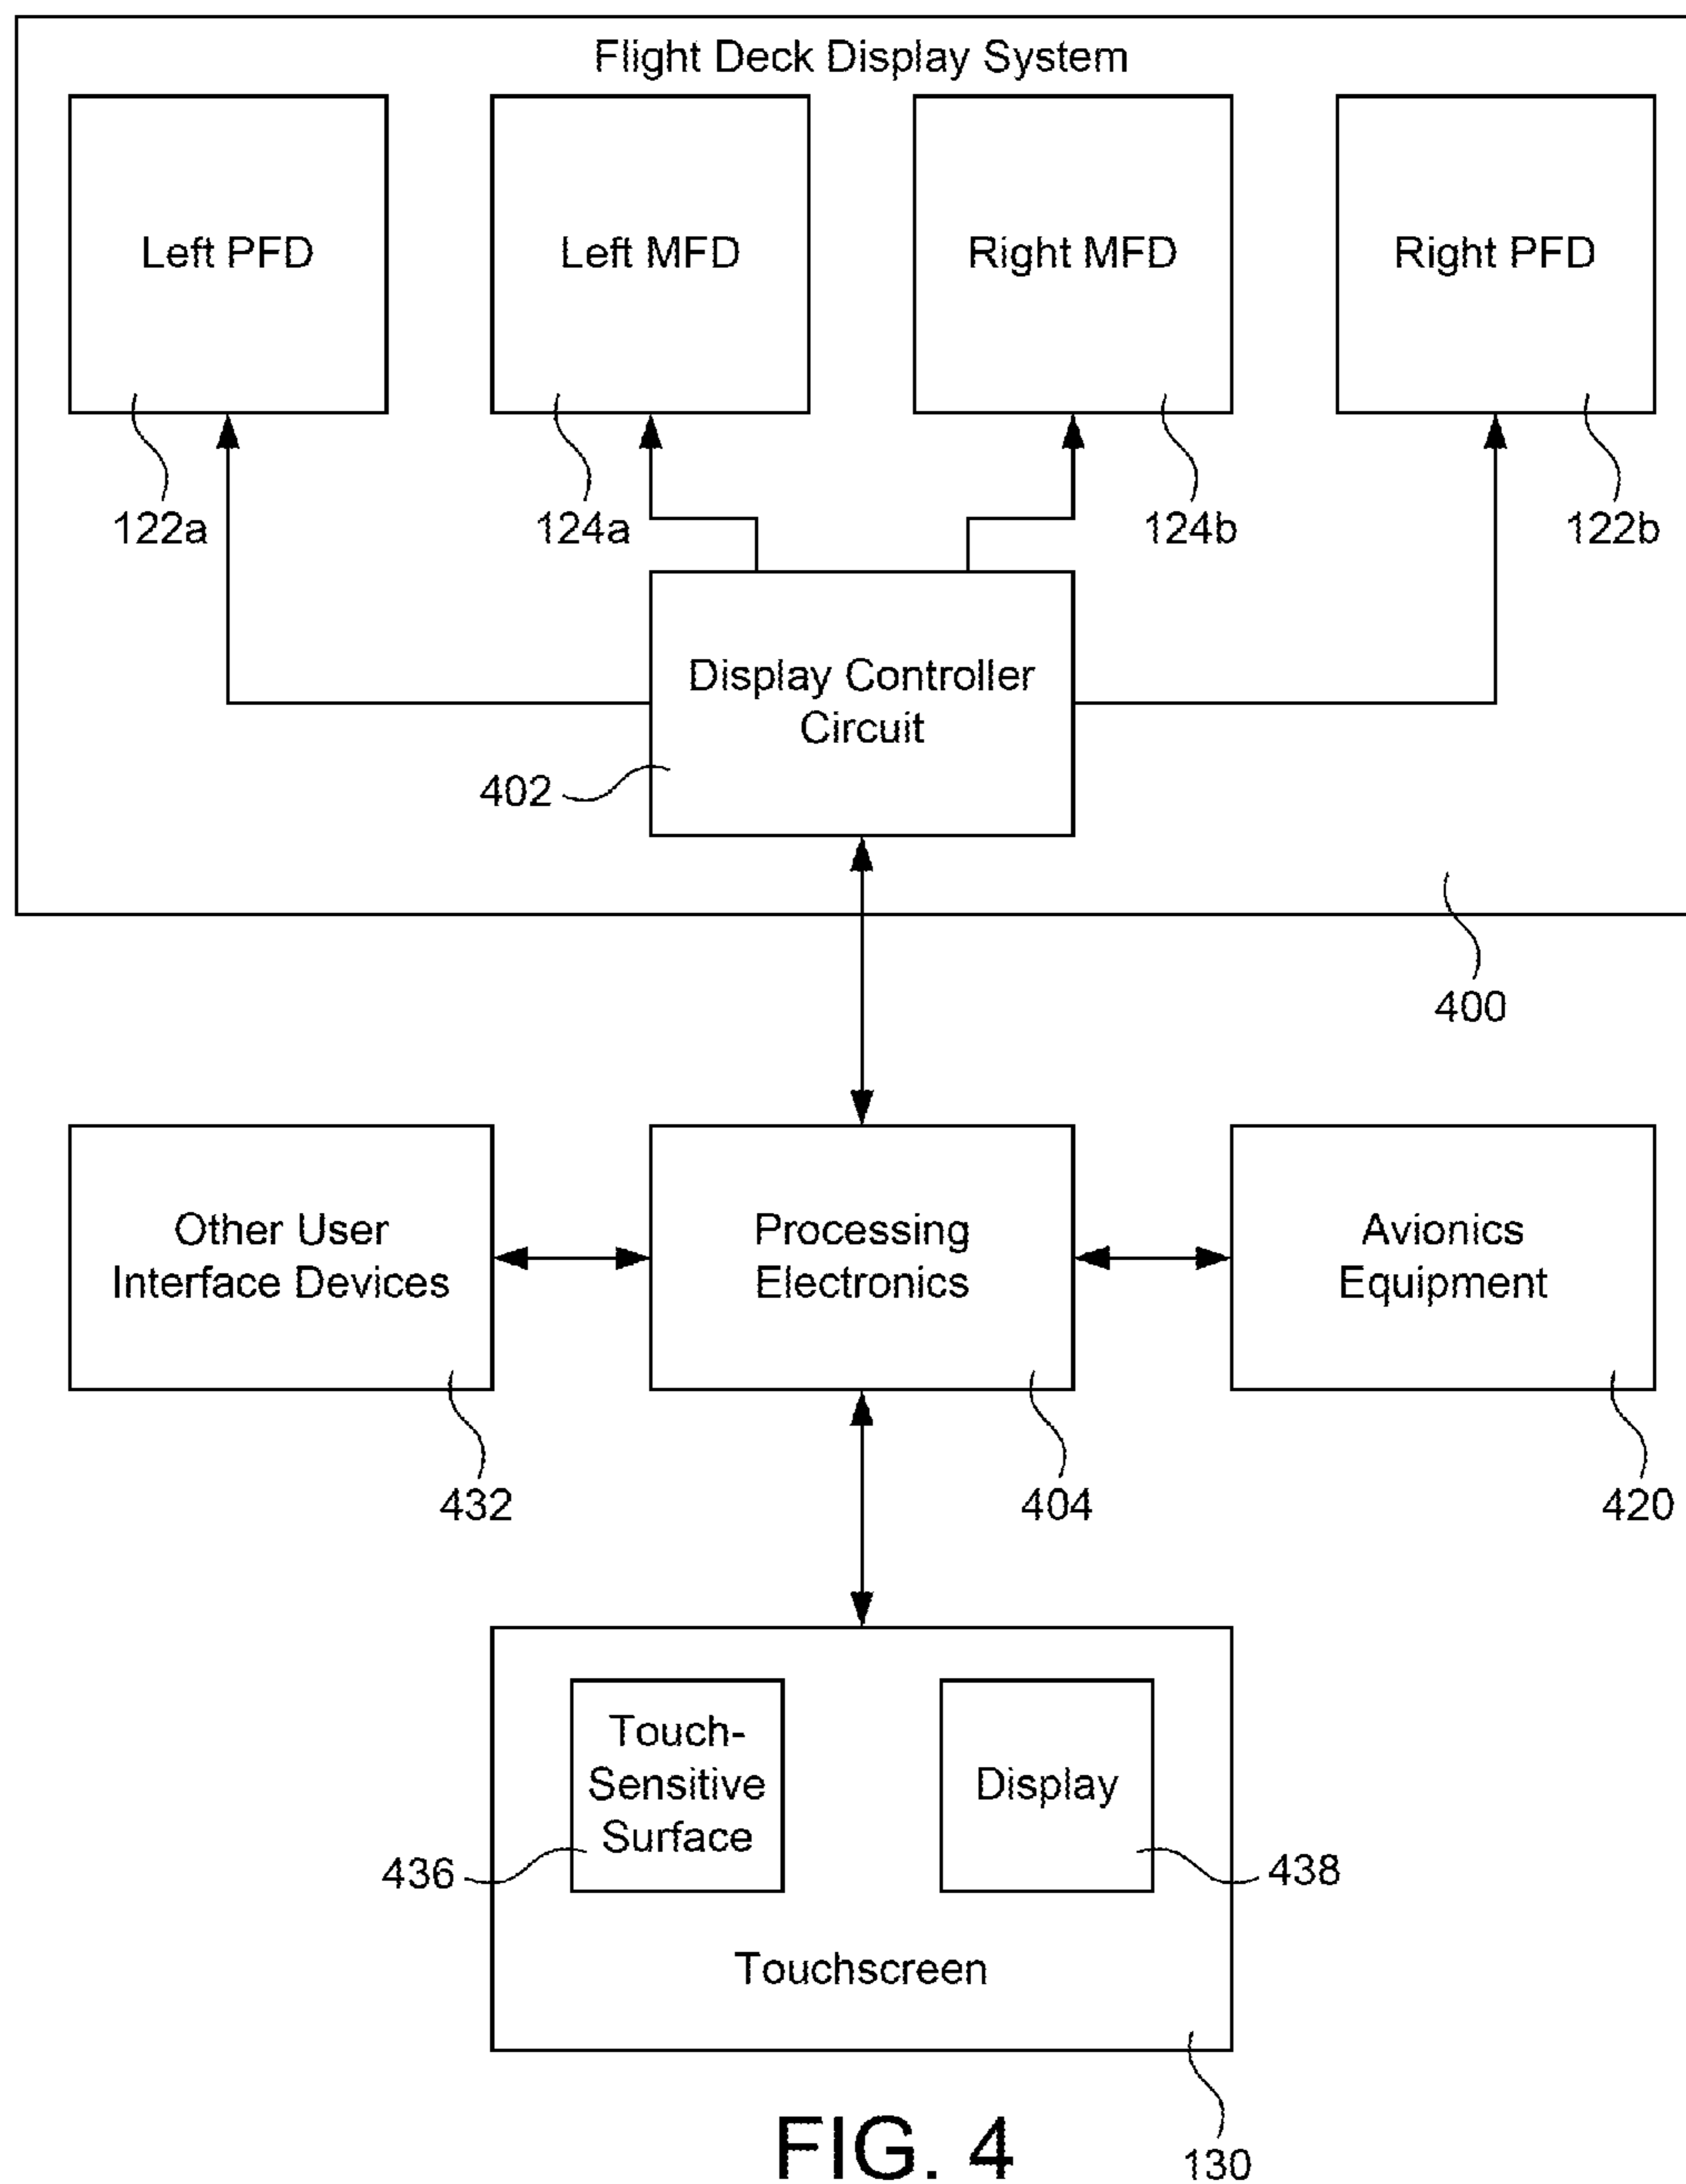 Flight Deck Display System
Left PFD
Left MFD
Right MFD
Right PFD
122a
124a
124b
122b
Display Controller
Circuit
402
400
Other User
Interface Devices
Processing
Electronics
Avionics
Equipment
432
404
420
Touch-
Sensitive
Surface
Display
436
438
Touchscreen
130
FIG. 4